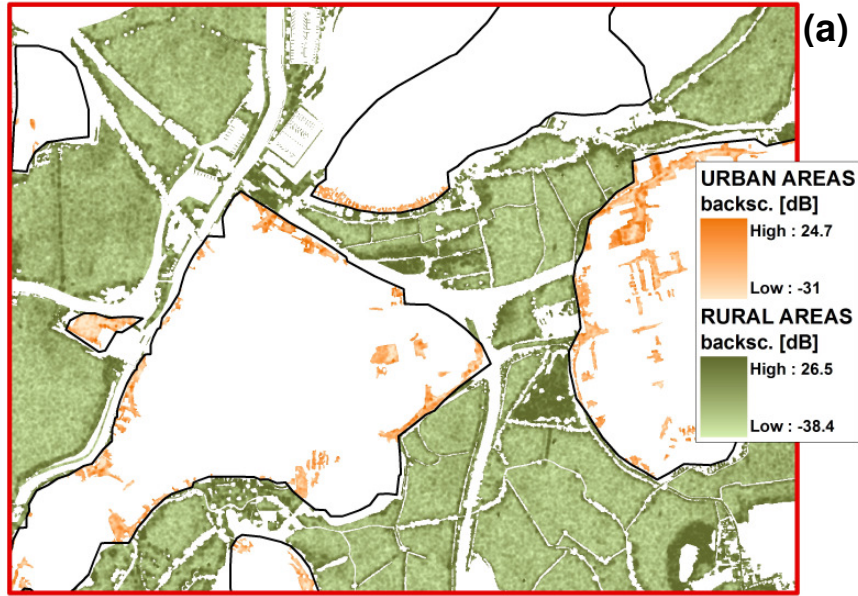 (a)
URBAN AREAS
backsc. [dB]
High : 24.7
Low : -31
RURAL AREAS
backsc. [dB]
High : 26.5
Low : -38.4